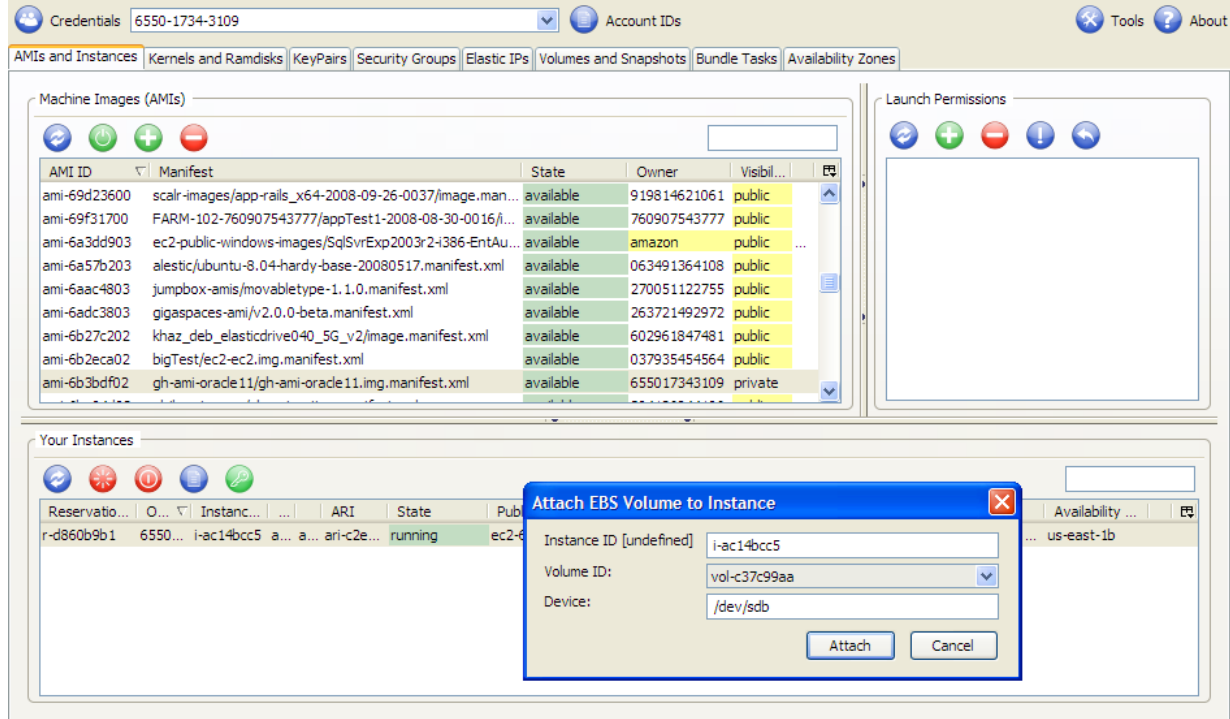 Credentials 6550-1734-3109 Account IDs Tools About
AMIs and Instances Kernels and Ramdisks KeyPairs Security Groups Elastic IPs Volumes and Snapshots Bundle Tasks Availability Zones
Machine Images (AMIs)
AMI ID Manifest State Owner Visibil...
ami-69d23600 scalr-images/app-rails_x64-2008-09-26-0037/image.man... available 919814621061 public
ami-69f31700 FARM-102-760907543777/appTest1-2008-08-30-0016/i... available 760907543777 public
ami-6a3dd903 ec2-public-windows-images/SqlSvrExp2003r2-i386-EntAu... available amazon public ...
ami-6a57b203 alestic/ubuntu-8.04-hardy-base-20080517.manifest.xml available 063491364108 public
ami-6aac4803 jumpbox-amis/movabletype-1.1.0.manifest.xml available 270051122755 public
ami-6adc3803 gigaspaces-ami/v2.0.0-beta.manifest.xml available 263721492972 public
ami-6b27c202 khaz_deb_elasticdrive040_5G_v2/image.manifest.xml available 602961847481 public
ami-6b2eca02 bigTest/ec2-ec2.img.manifest.xml available 037935454564 public
ami-6b3bdf02 gh-ami-oracle11/gh-ami-oracle11.img.manifest.xml available 655017343109 private
Launch Permissions
Your Instances
Reservatio... O... Instanc... ... ARI State Publ Availability ...
r-d860b9b1 6550... i-ac14bcc5 a... a... ari-c2e... running ec2-6 ... us-east-1b
Attach EBS Volume to Instance
Instance ID [undefined] i-ac14bcc5
Volume ID: vol-c37c99aa
Device: /dev/sdb
Attach Cancel